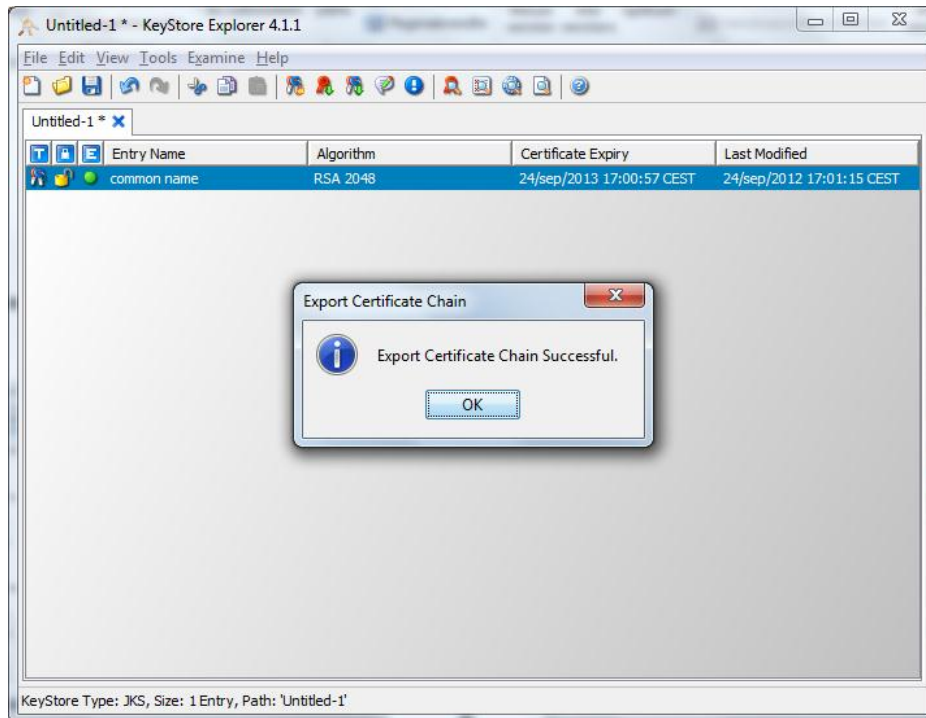 Untitled-1 * - KeyStore Explorer 4.1.1
File Edit View Tools Examine Help
Untitled-1 *
T E Entry Name Algorithm Certificate Expiry Last Modified
common name RSA 2048 24/sep/2013 17:00:57 CEST 24/sep/2012 17:01:15 CEST
Export Certificate Chain
Export Certificate Chain Successful.
OK
KeyStore Type: JKS, Size: 1 Entry, Path: 'Untitled-1'